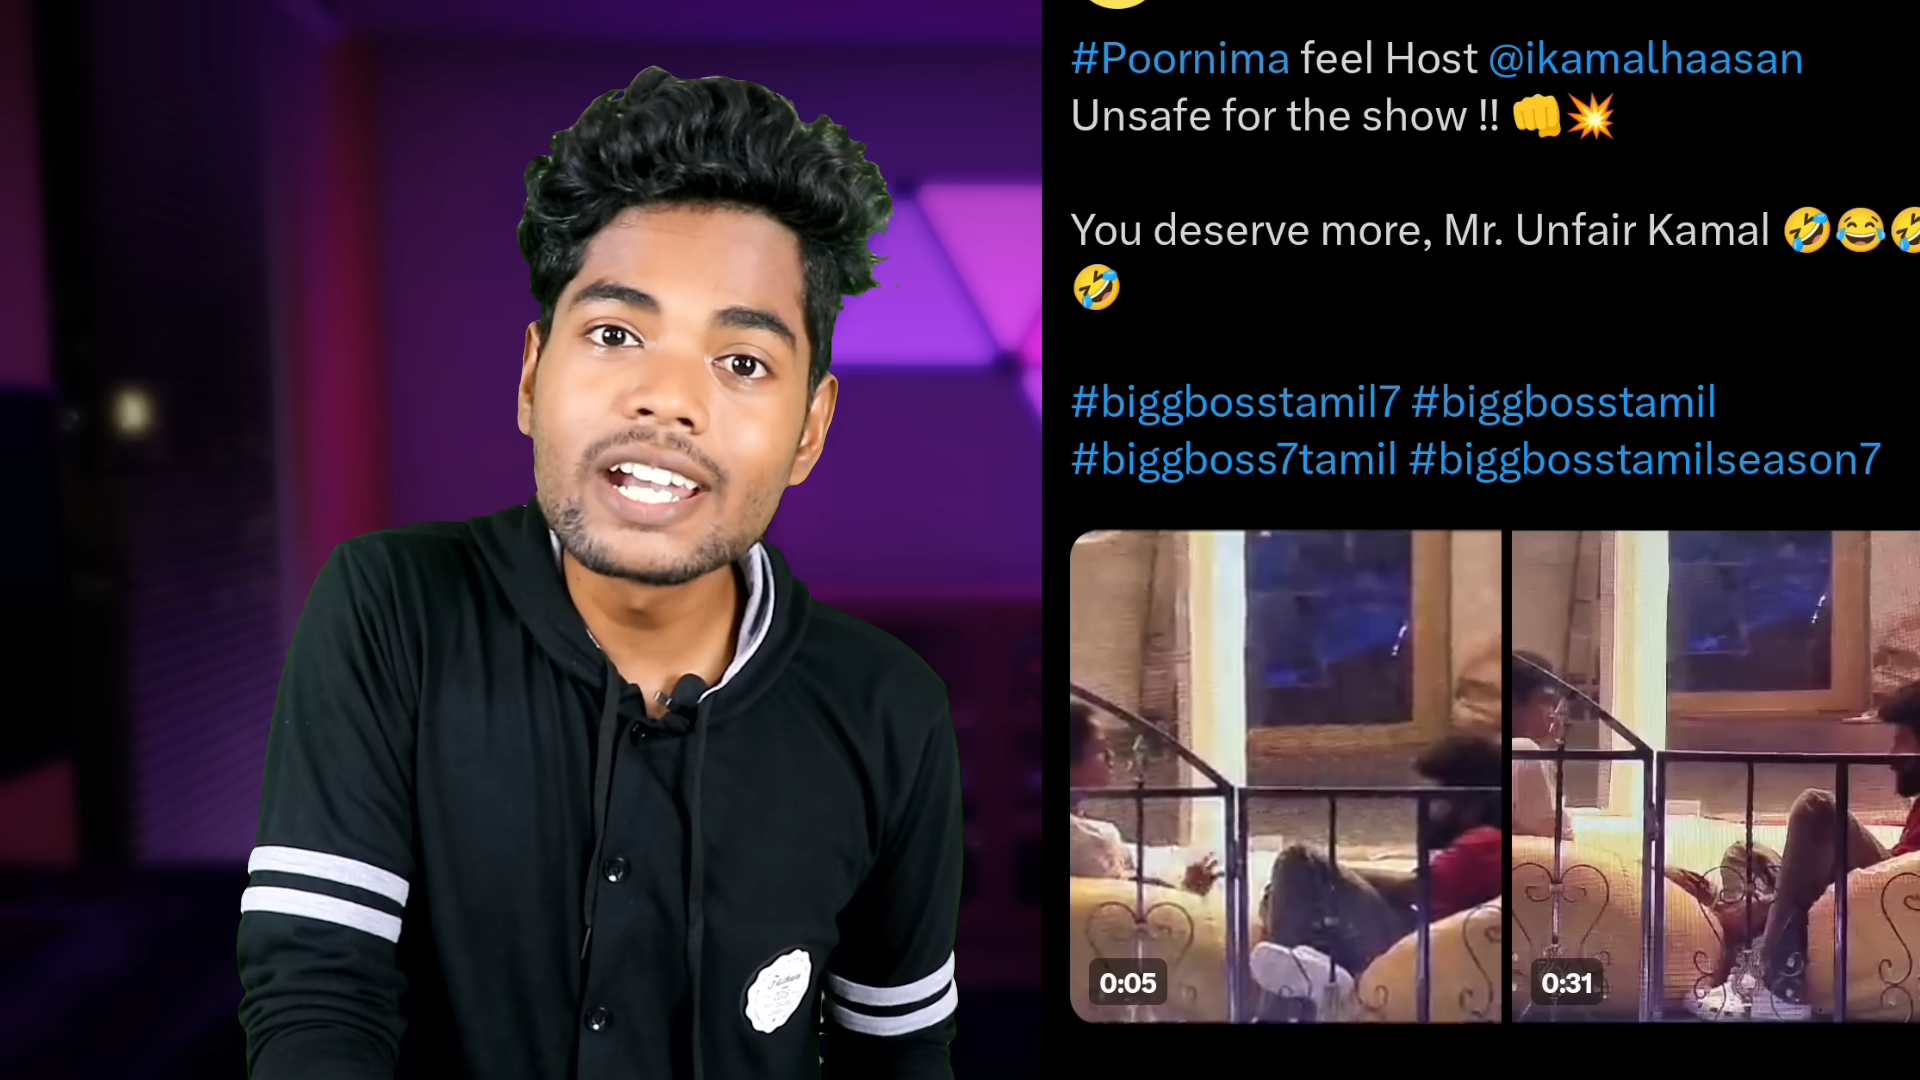 #Poornima feel Host @ikamalhaasan
Unsafe for the show !! 👊💥
You deserve more, Mr. Unfair Kamal 🤣😂🤣
🤣
#biggbosstamil7 #biggbosstamil
#biggboss7tamil #biggbosstamilseason7
0:05
0:31